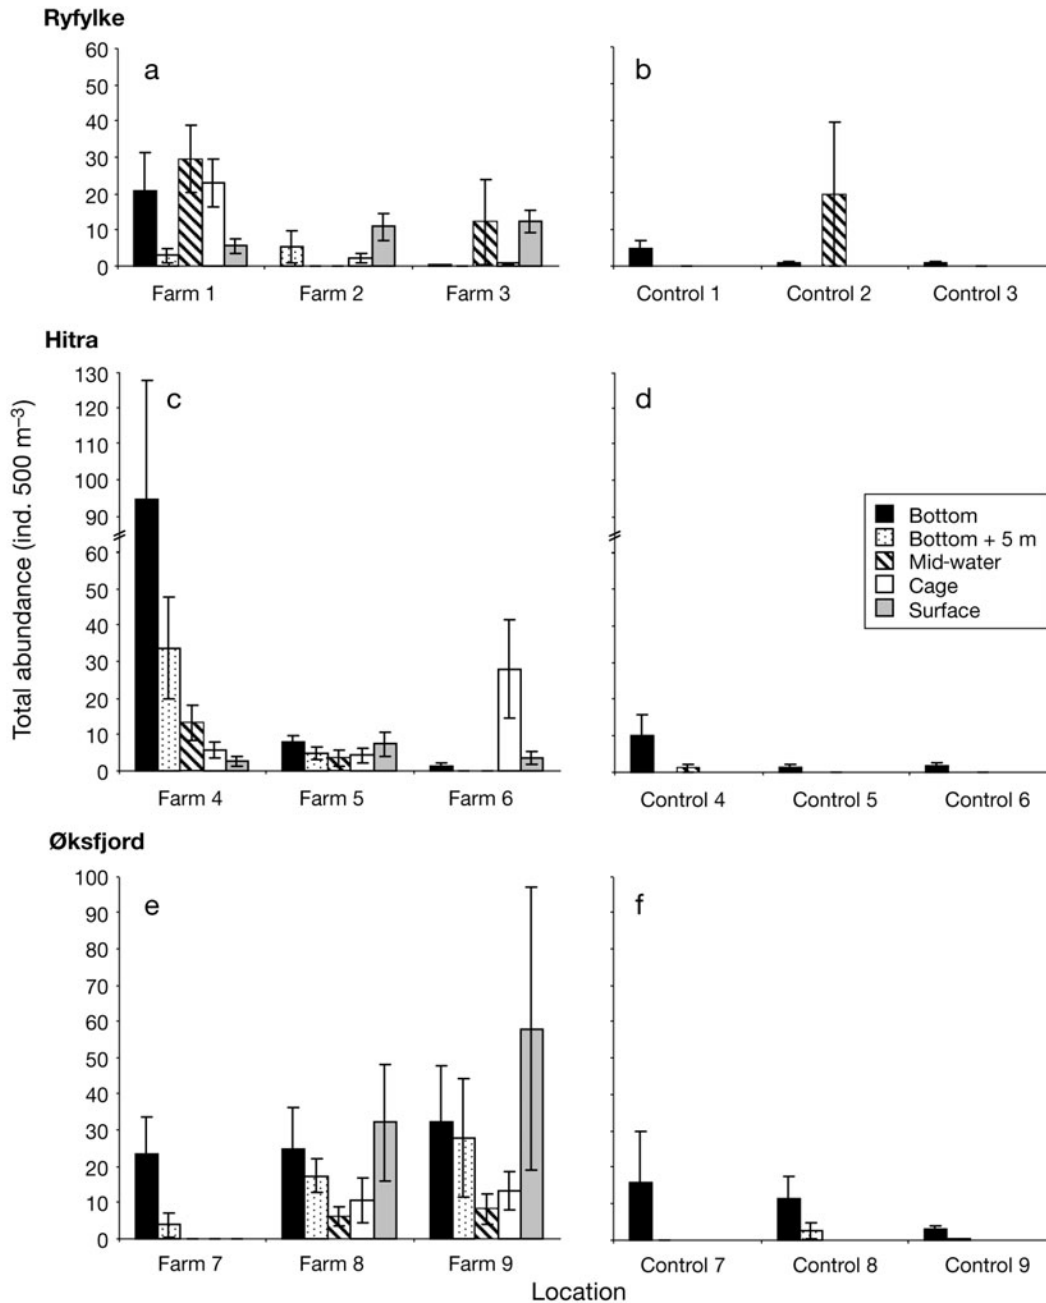 Ryfylke
60
50
40
30
20
10
0
a
b
Farm 1 Farm 2 Farm 3
Control 1 Control 2 Control 3
Hitra
130
120
110
100
90
60
50
40
30
20
10
0
c
d
Farm 4 Farm 5 Farm 6
Control 4 Control 5 Control 6
Bottom
Bottom + 5 m
Mid-water
Cage
Surface
Total abundance (ind. 500 m⁻³)
Øksfjord
100
90
80
70
60
50
40
30
20
10
0
e
f
Farm 7 Farm 8 Farm 9
Control 7 Control 8 Control 9
Location